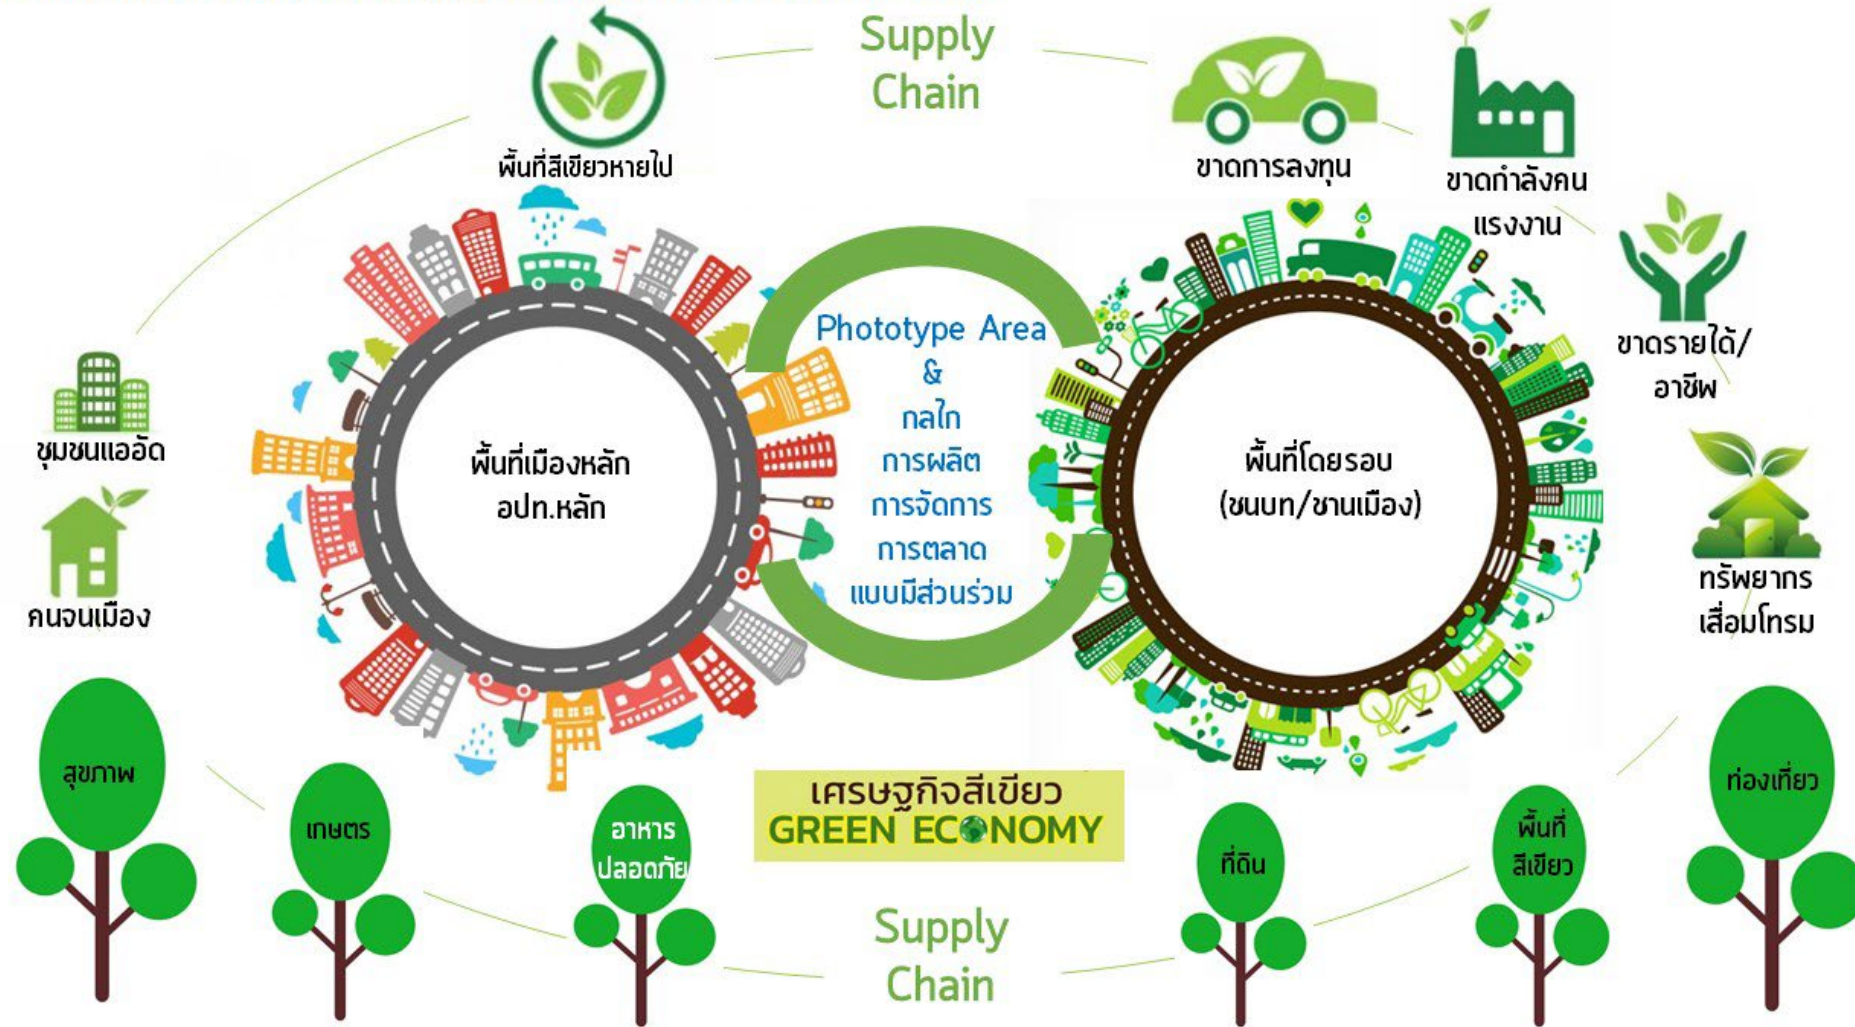 Supply
Chain
พื้นที่สีเขียวหายไป
ขาดการลงทุน
ขาดกำลังคน
แรงงาน
ขาดรายได้/
อาชีพ
ชุมชนแออัด
คนจนเมือง
พื้นที่เมืองหลัก
อปท.หลัก
Phototype Area
&
กลไก
การผลิต
การจัดการ
การตลาด
แบบมีส่วนร่วม
พื้นที่โดยรอบ
(ชนบท/ชานเมือง)
ทรัพยากร
เสื่อมโทรม
สุขภาพ
เกษตร
อาหาร
ปลอดภัย
เศรษฐกิจสีเขียว
GREEN ECONOMY
ที่ดิน
พื้นที่
สีเขียว
ท่องเที่ยว
Supply
Chain